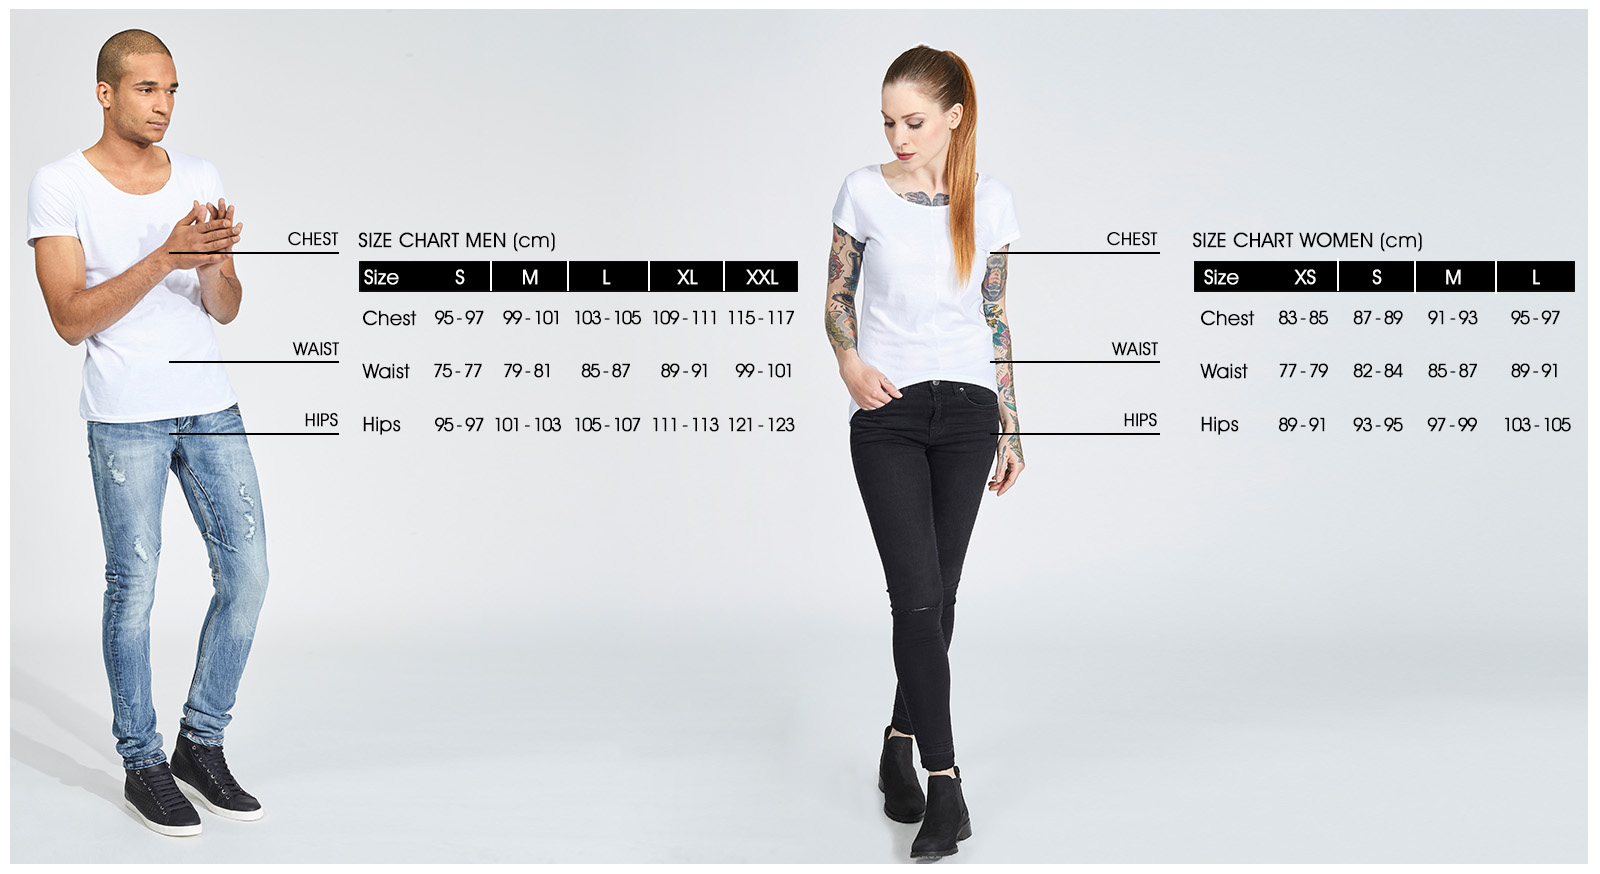 CHEST
WAIST
HIPS
SIZE CHART MEN (cm)
Size S M L XL XXL
Chest 95-97 99-101 103-105 109-111 115-117
Waist 75-77 79-81 85-87 89-91 99-101
Hips 95-97 101-103 105-107 111-113 121-123
CHEST
WAIST
HIPS
SIZE CHART WOMEN (cm)
Size XS S M L
Chest 83-85 87-89 91-93 95-97
Waist 77-79 82-84 85-87 89-91
Hips 89-91 93-95 97-99 103-105